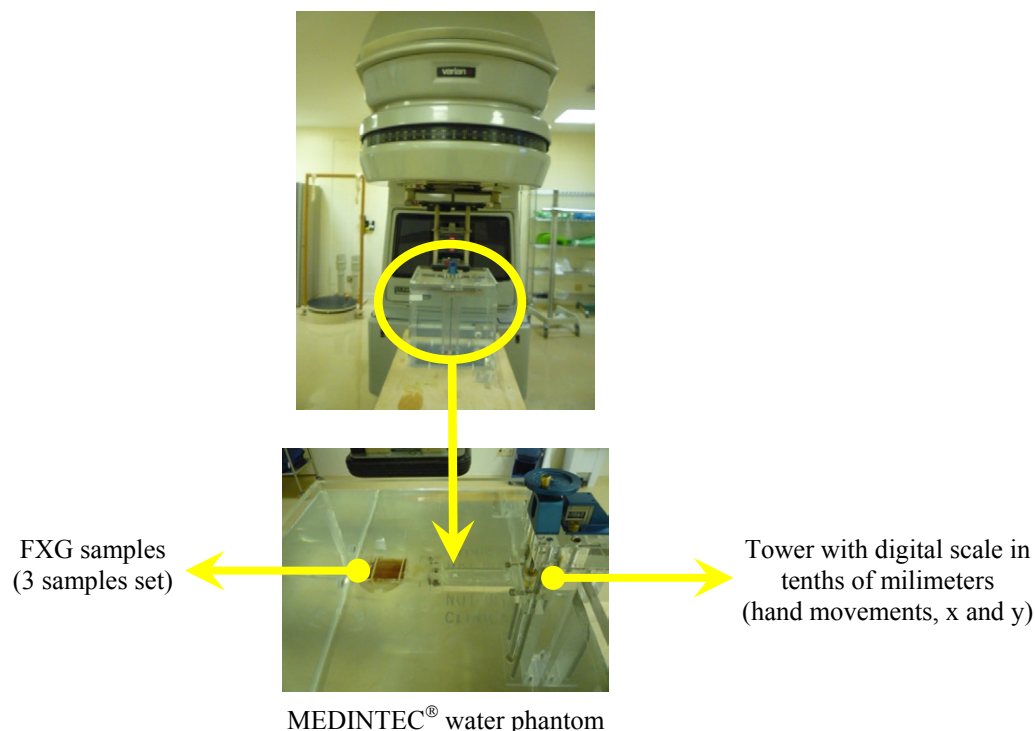 varian
FXG samples
(3 samples set)
Tower with digital scale in
tenths of milimeters
(hand movements, x and y)
MEDINTEC® water phantom